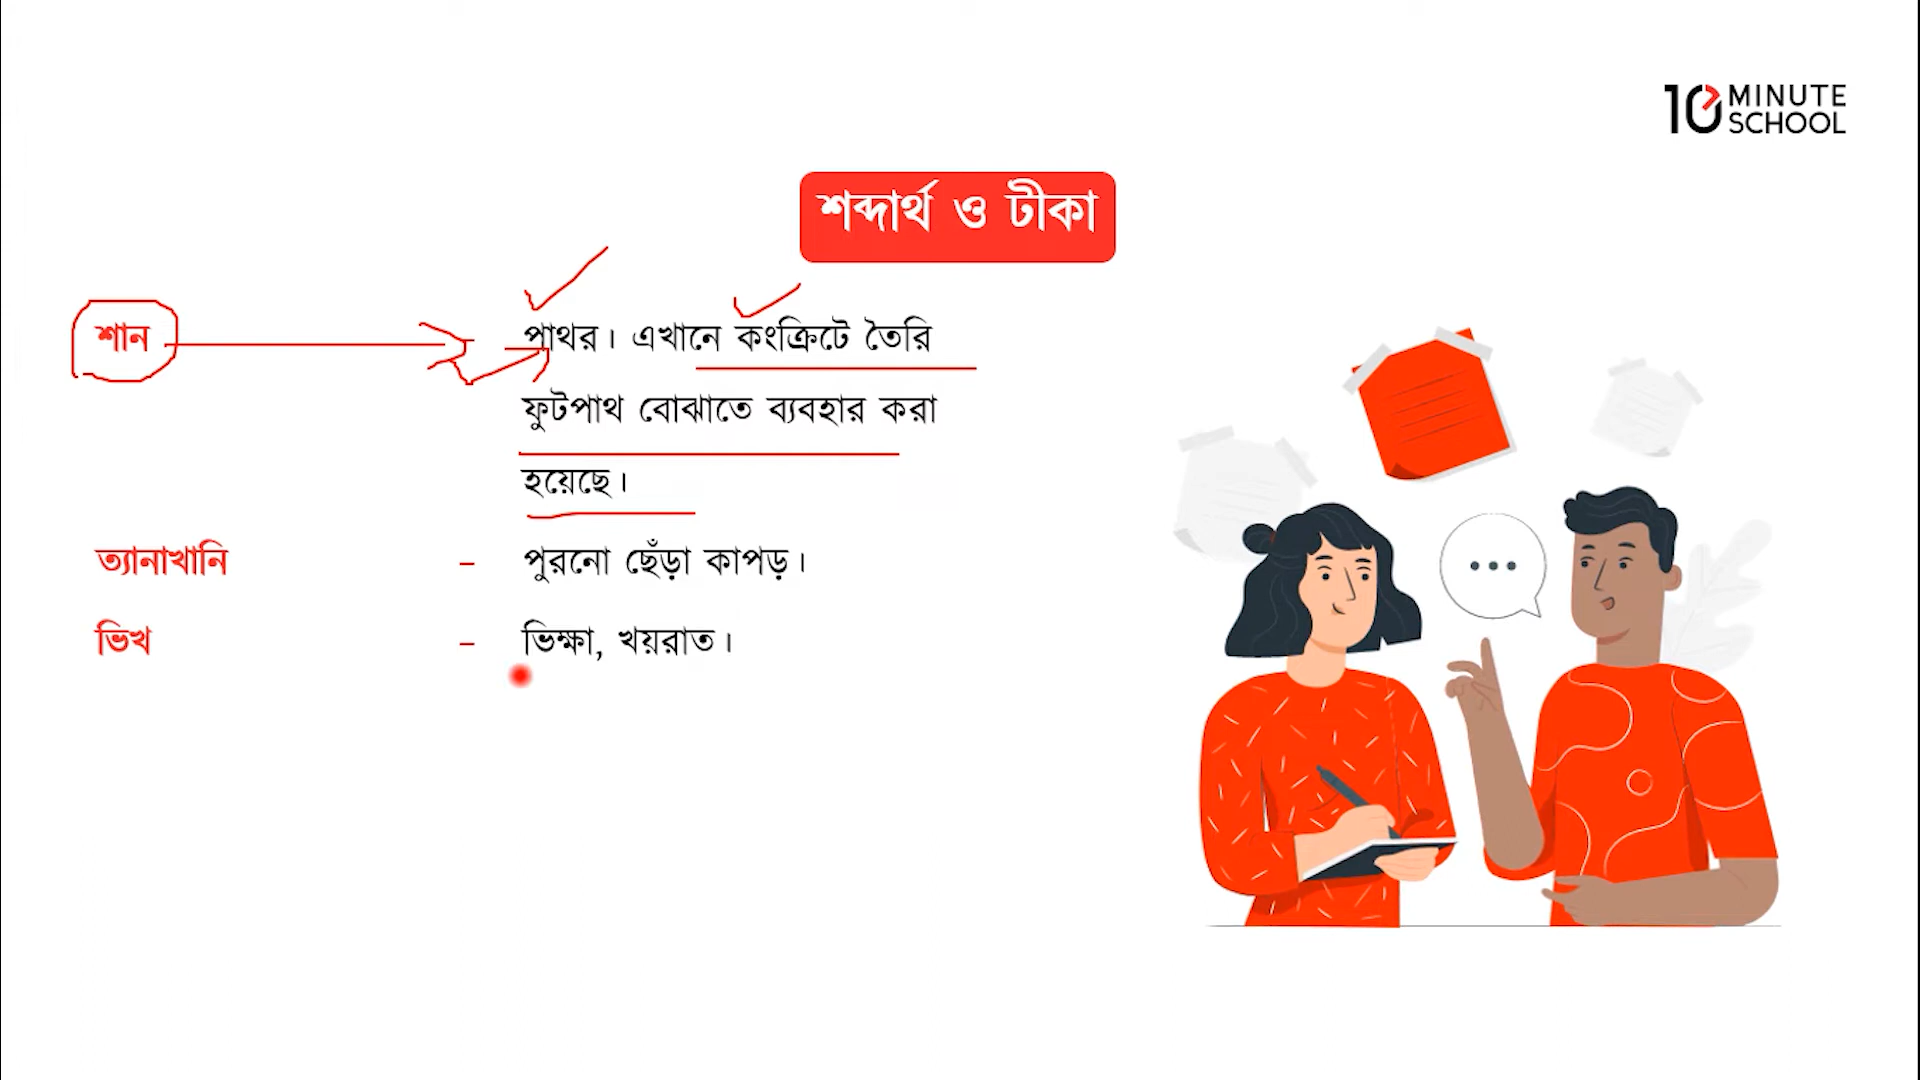 10 MINUTE
SCHOOL
শব্দার্থ ও টীকা
শান - পাথর। এখানে কংক্রিটে তৈরি
ফুটপাথ বোঝাতে ব্যবহার করা
হয়েছে।
ত্যানাখানি - পুরনো ছেঁড়া কাপড়।
ভিখ - ভিক্ষা, খয়রাত।